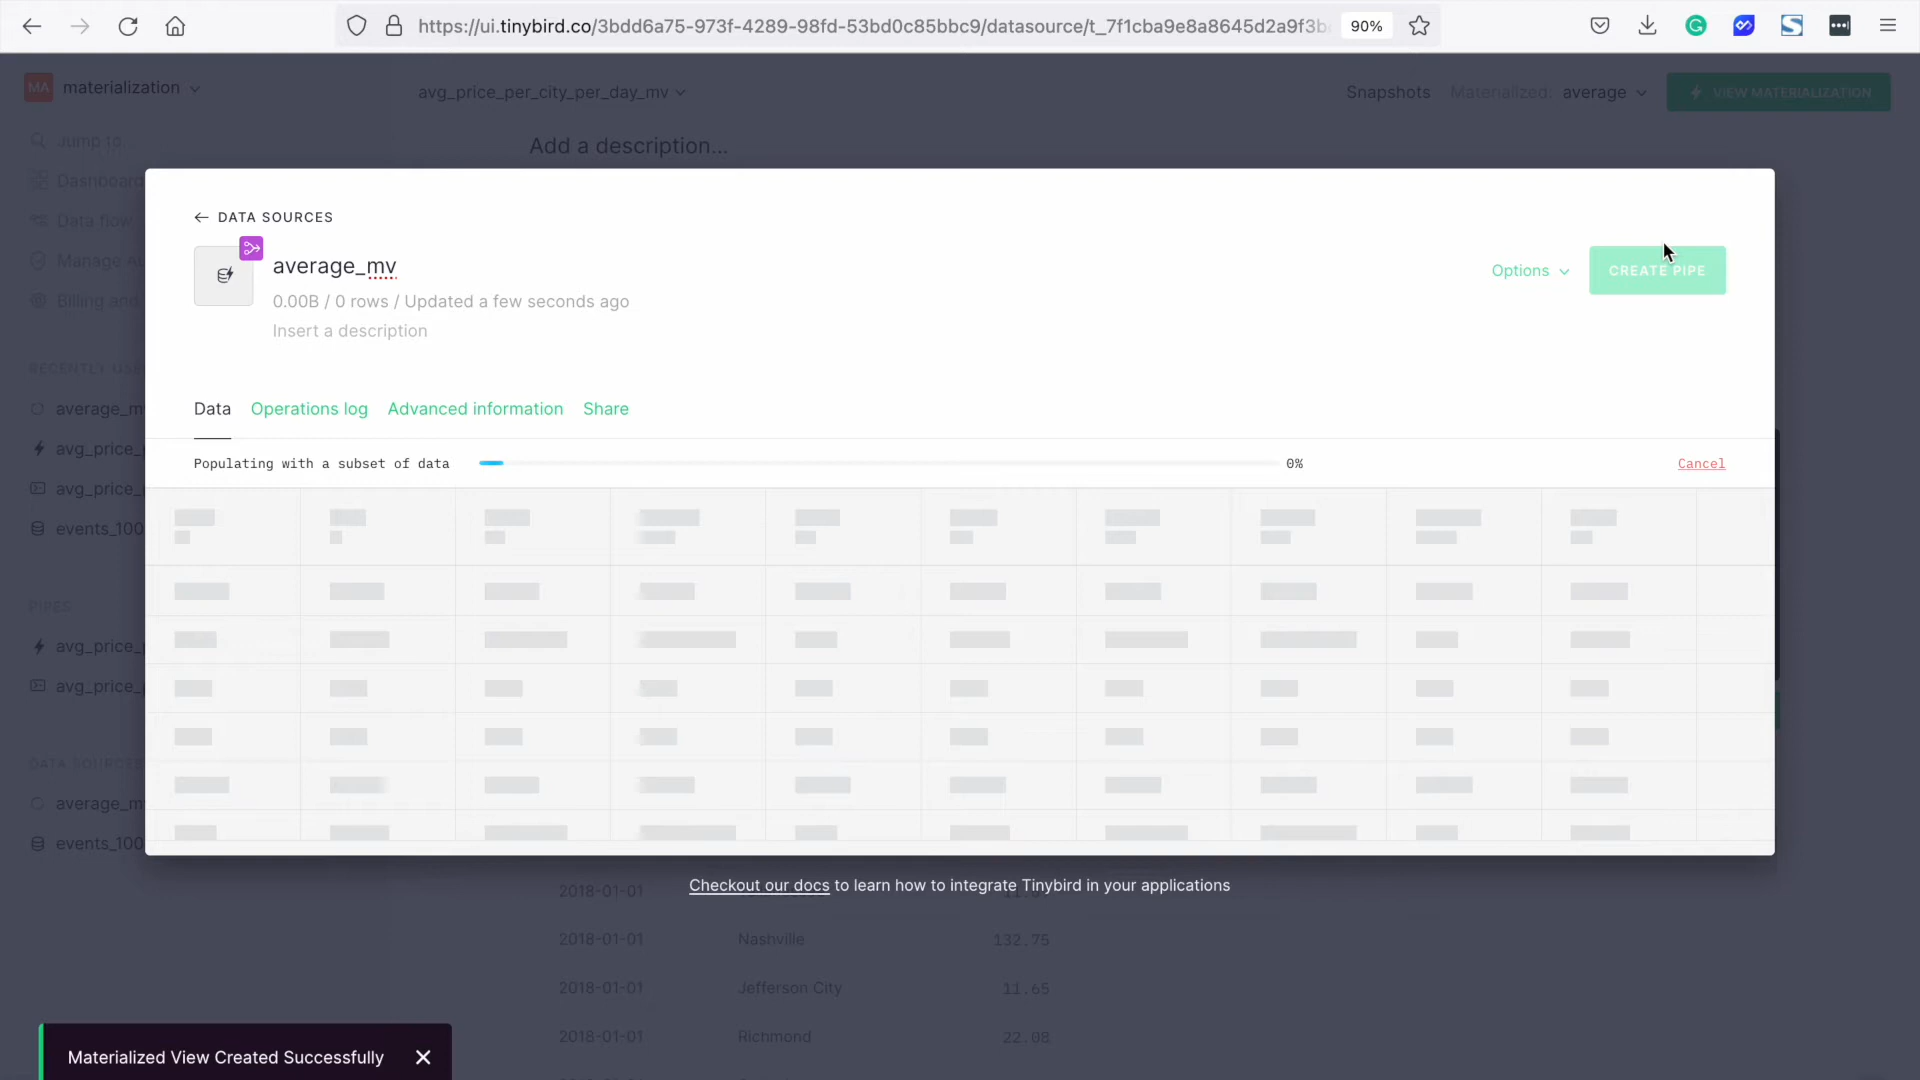 https://ui.tinybird.co/3bdd6a75-973f-4289-98fd-53bd0c85bbc9/datasource/t_7f1cba9e8a8645d2a9f3b
90%
MA materialization
avg_price_per_city_per_day_mv
Snapshots Materialized: average VIEW MATERIALIZATION
Jump to...
Add a description...
Dashboard
Data flow
Manage Au
Billing and
RECENTLY USE
average_m
avg_price_
avg_price_
events_100
PIPES
avg_price_
avg_price_
DATA SOURCES
average_m
events_100
DATA SOURCES
average_mv
0.00B / 0 rows / Updated a few seconds ago
Insert a description
Options
CREATE PIPE
Data Operations log Advanced information Share
Populating with a subset of data 0% Cancel
Checkout our docs to learn how to integrate Tinybird in your applications
2018-01-01
2018-01-01 Nashville 132.75
2018-01-01 Jefferson City 11.65
2018-01-01 Richmond 22.08
Materialized View Created Successfully